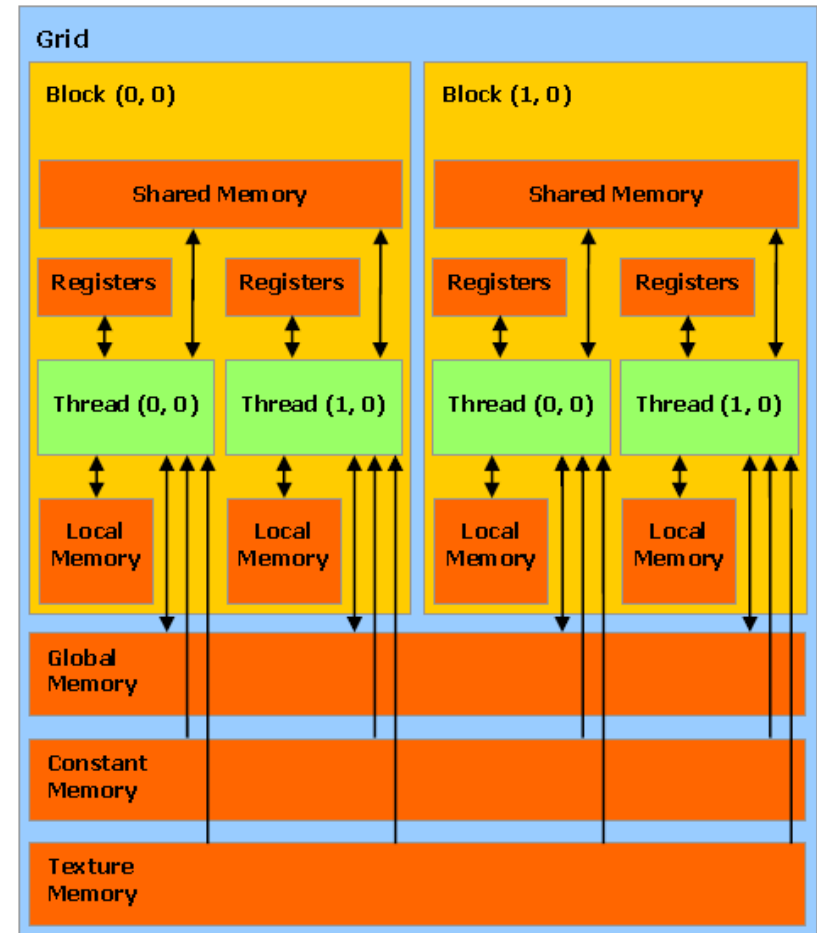 Grid
Block (0, 0)
Block (1, 0)
Shared Memory
Shared Memory
Registers
Registers
Registers
Registers
Thread (0, 0)
Thread (1, 0)
Thread (0, 0)
Thread (1, 0)
Local
Memory
Local
Memory
Local
Memory
Local
Memory
Global
Memory
Constant
Memory
Texture
Memory